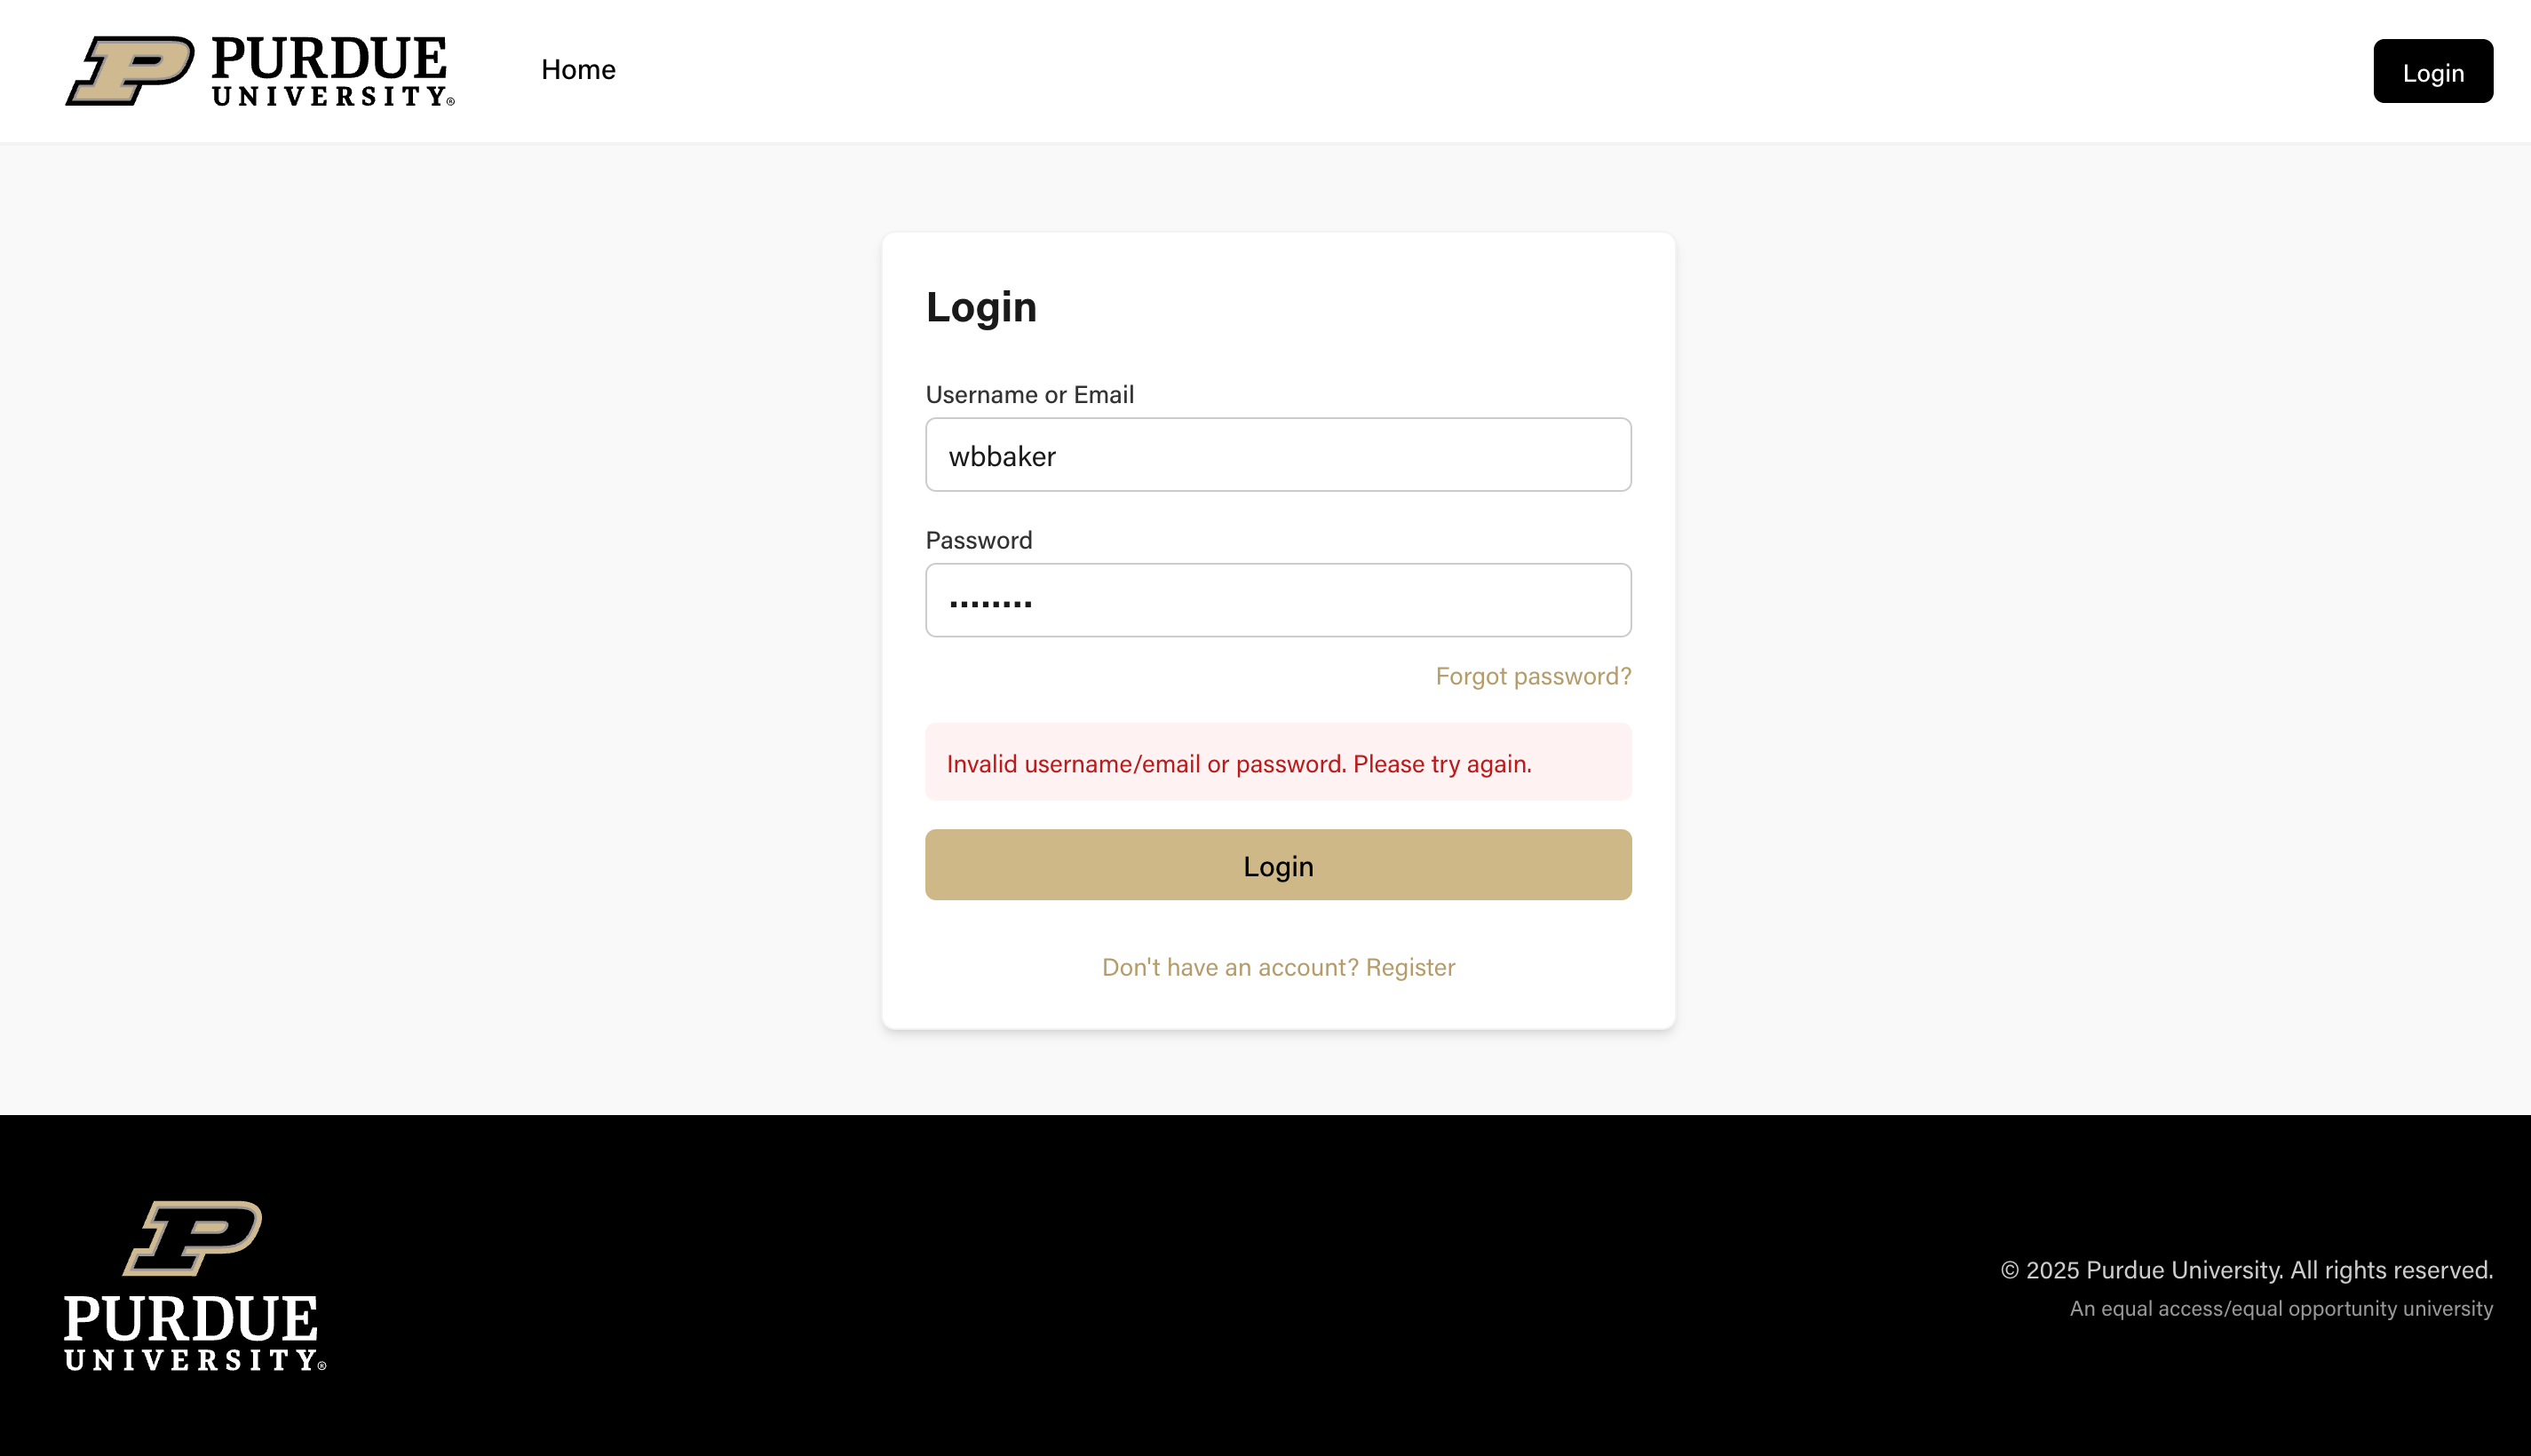 PURDUE
UNIVERSITY®
Home
Login
Login
Username or Email
wbbaker
Password
........
Forgot password?
Invalid username/email or password. Please try again.
Login
Don't have an account? Register
P
PURDUE
UNIVERSITY®
© 2025 Purdue University. All rights reserved.
An equal access/equal opportunity university